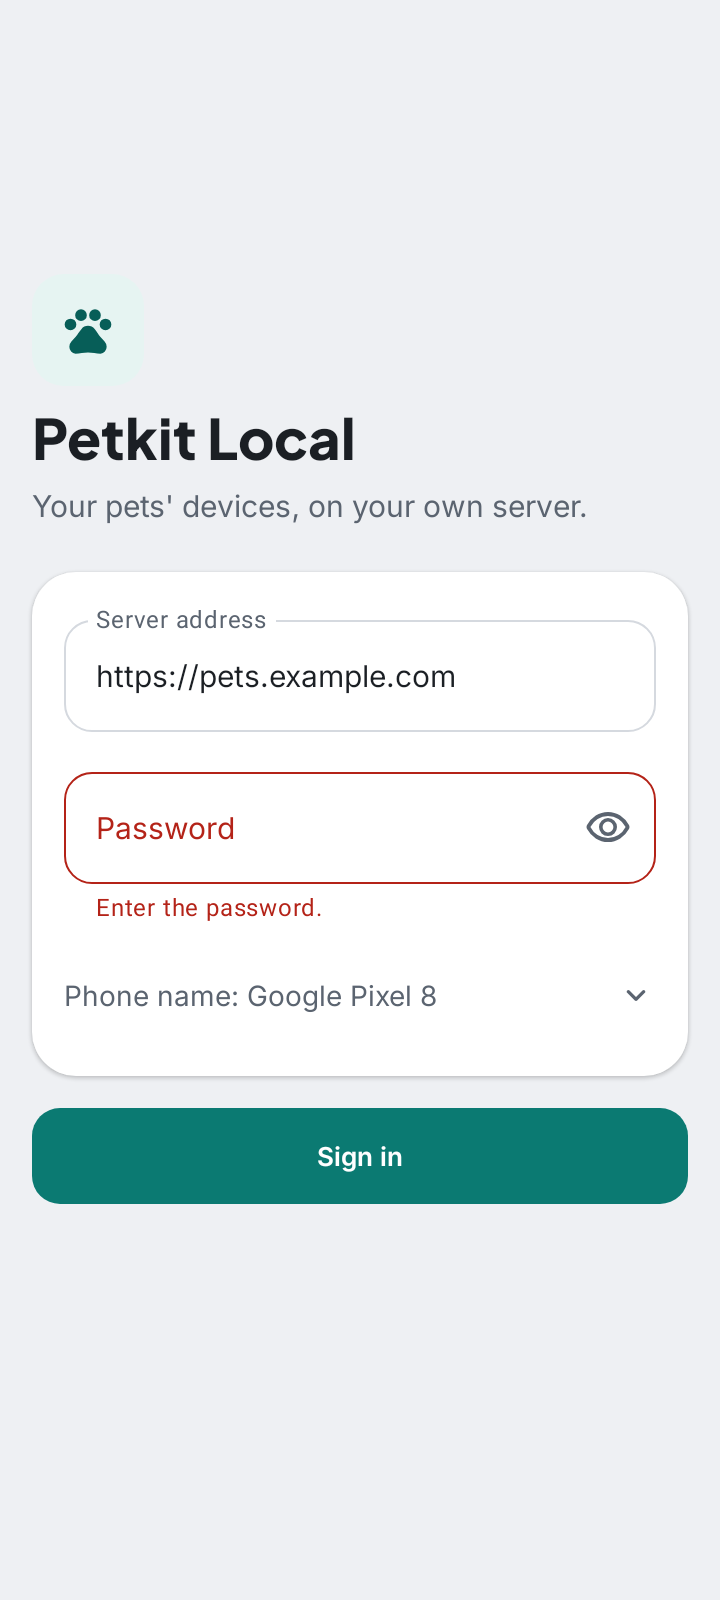 Petkit Local
Your pets' devices, on your own server.
Server address
https://pets.example.com
Password
Enter the password.
Phone name: Google Pixel 8
Sign in